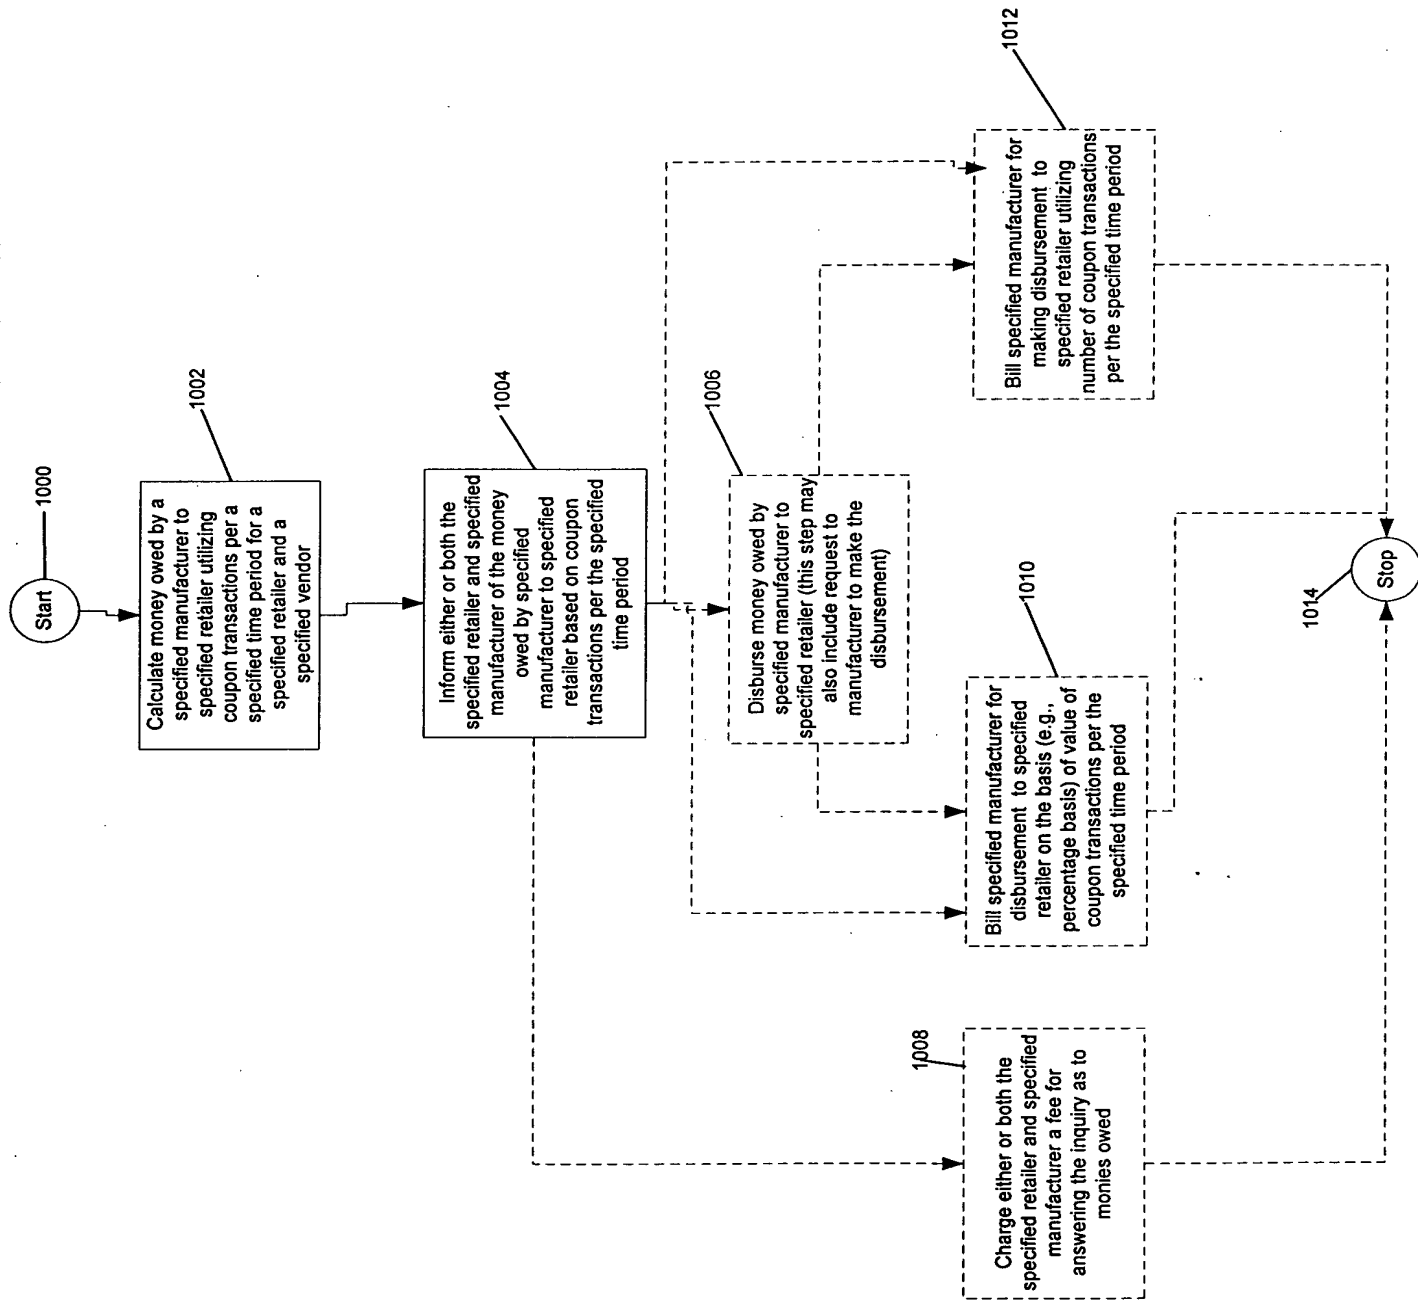 Start
1000
Calculate money owed by a
specified manufacturer to
specified retailer utilizing
coupon transactions per a
specified time period for a
specified retailer and a
specified vendor
1002
Inform either or both the
specified retailer and specified
manufacturer of the money
owed by specified
manufacturer to specified
retailer based on coupon
transactions per the specified
time period
1004
Disburse money owed by
specified manufacturer to
specified retailer (this step may
also include request to
manufacturer to make the
disbursement)
1006
Charge either or both the
specified retailer and specified
manufacturer a fee for
answering the inquiry as to
monies owed
1008
Bill specified manufacturer for
disbursement to specified
retailer on the basis (e.g.,
percentage basis) of value of
coupon transactions per the
specified time period
1010
Bill specified manufacturer for
making disbursement to
specified retailer utilizing
number of coupon transactions
per the specified time period
1012
Stop
1014